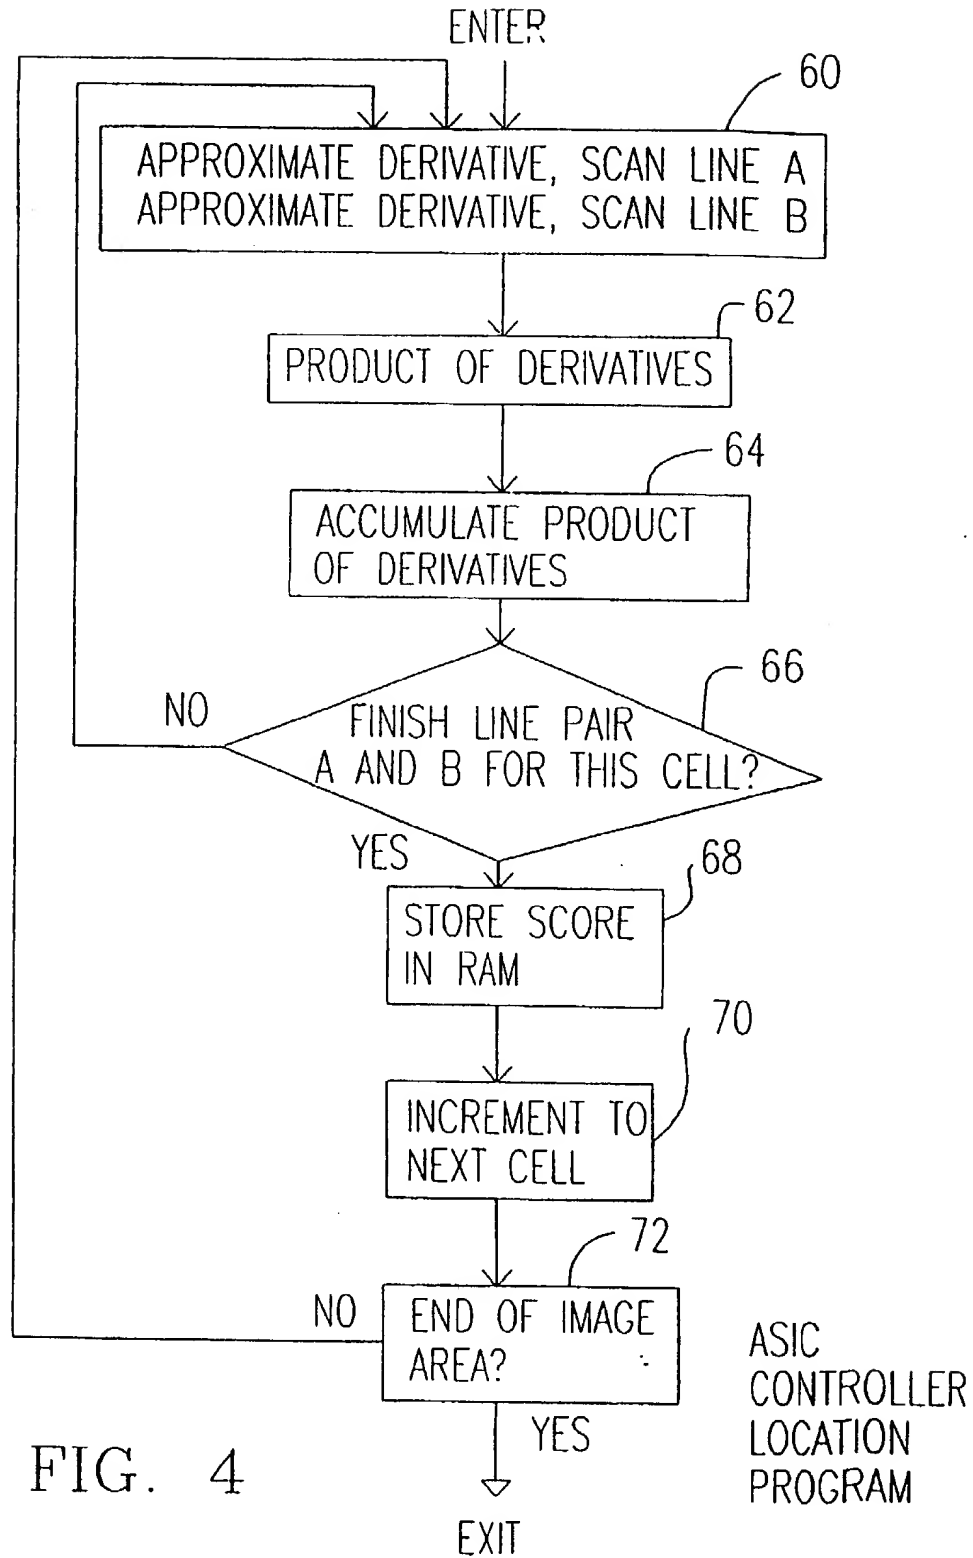 ENTER
60
APPROXIMATE DERIVATIVE, SCAN LINE A
APPROXIMATE DERIVATIVE, SCAN LINE B
62
PRODUCT OF DERIVATIVES
64
ACCUMULATE PRODUCT
OF DERIVATIVES
66
NO
FINISH LINE PAIR
A AND B FOR THIS CELL?
YES
68
STORE SCORE
IN RAM
70
INCREMENT TO
NEXT CELL
72
NO
END OF IMAGE
AREA?
YES
EXIT
ASIC
CONTROLLER
LOCATION
PROGRAM
FIG. 4